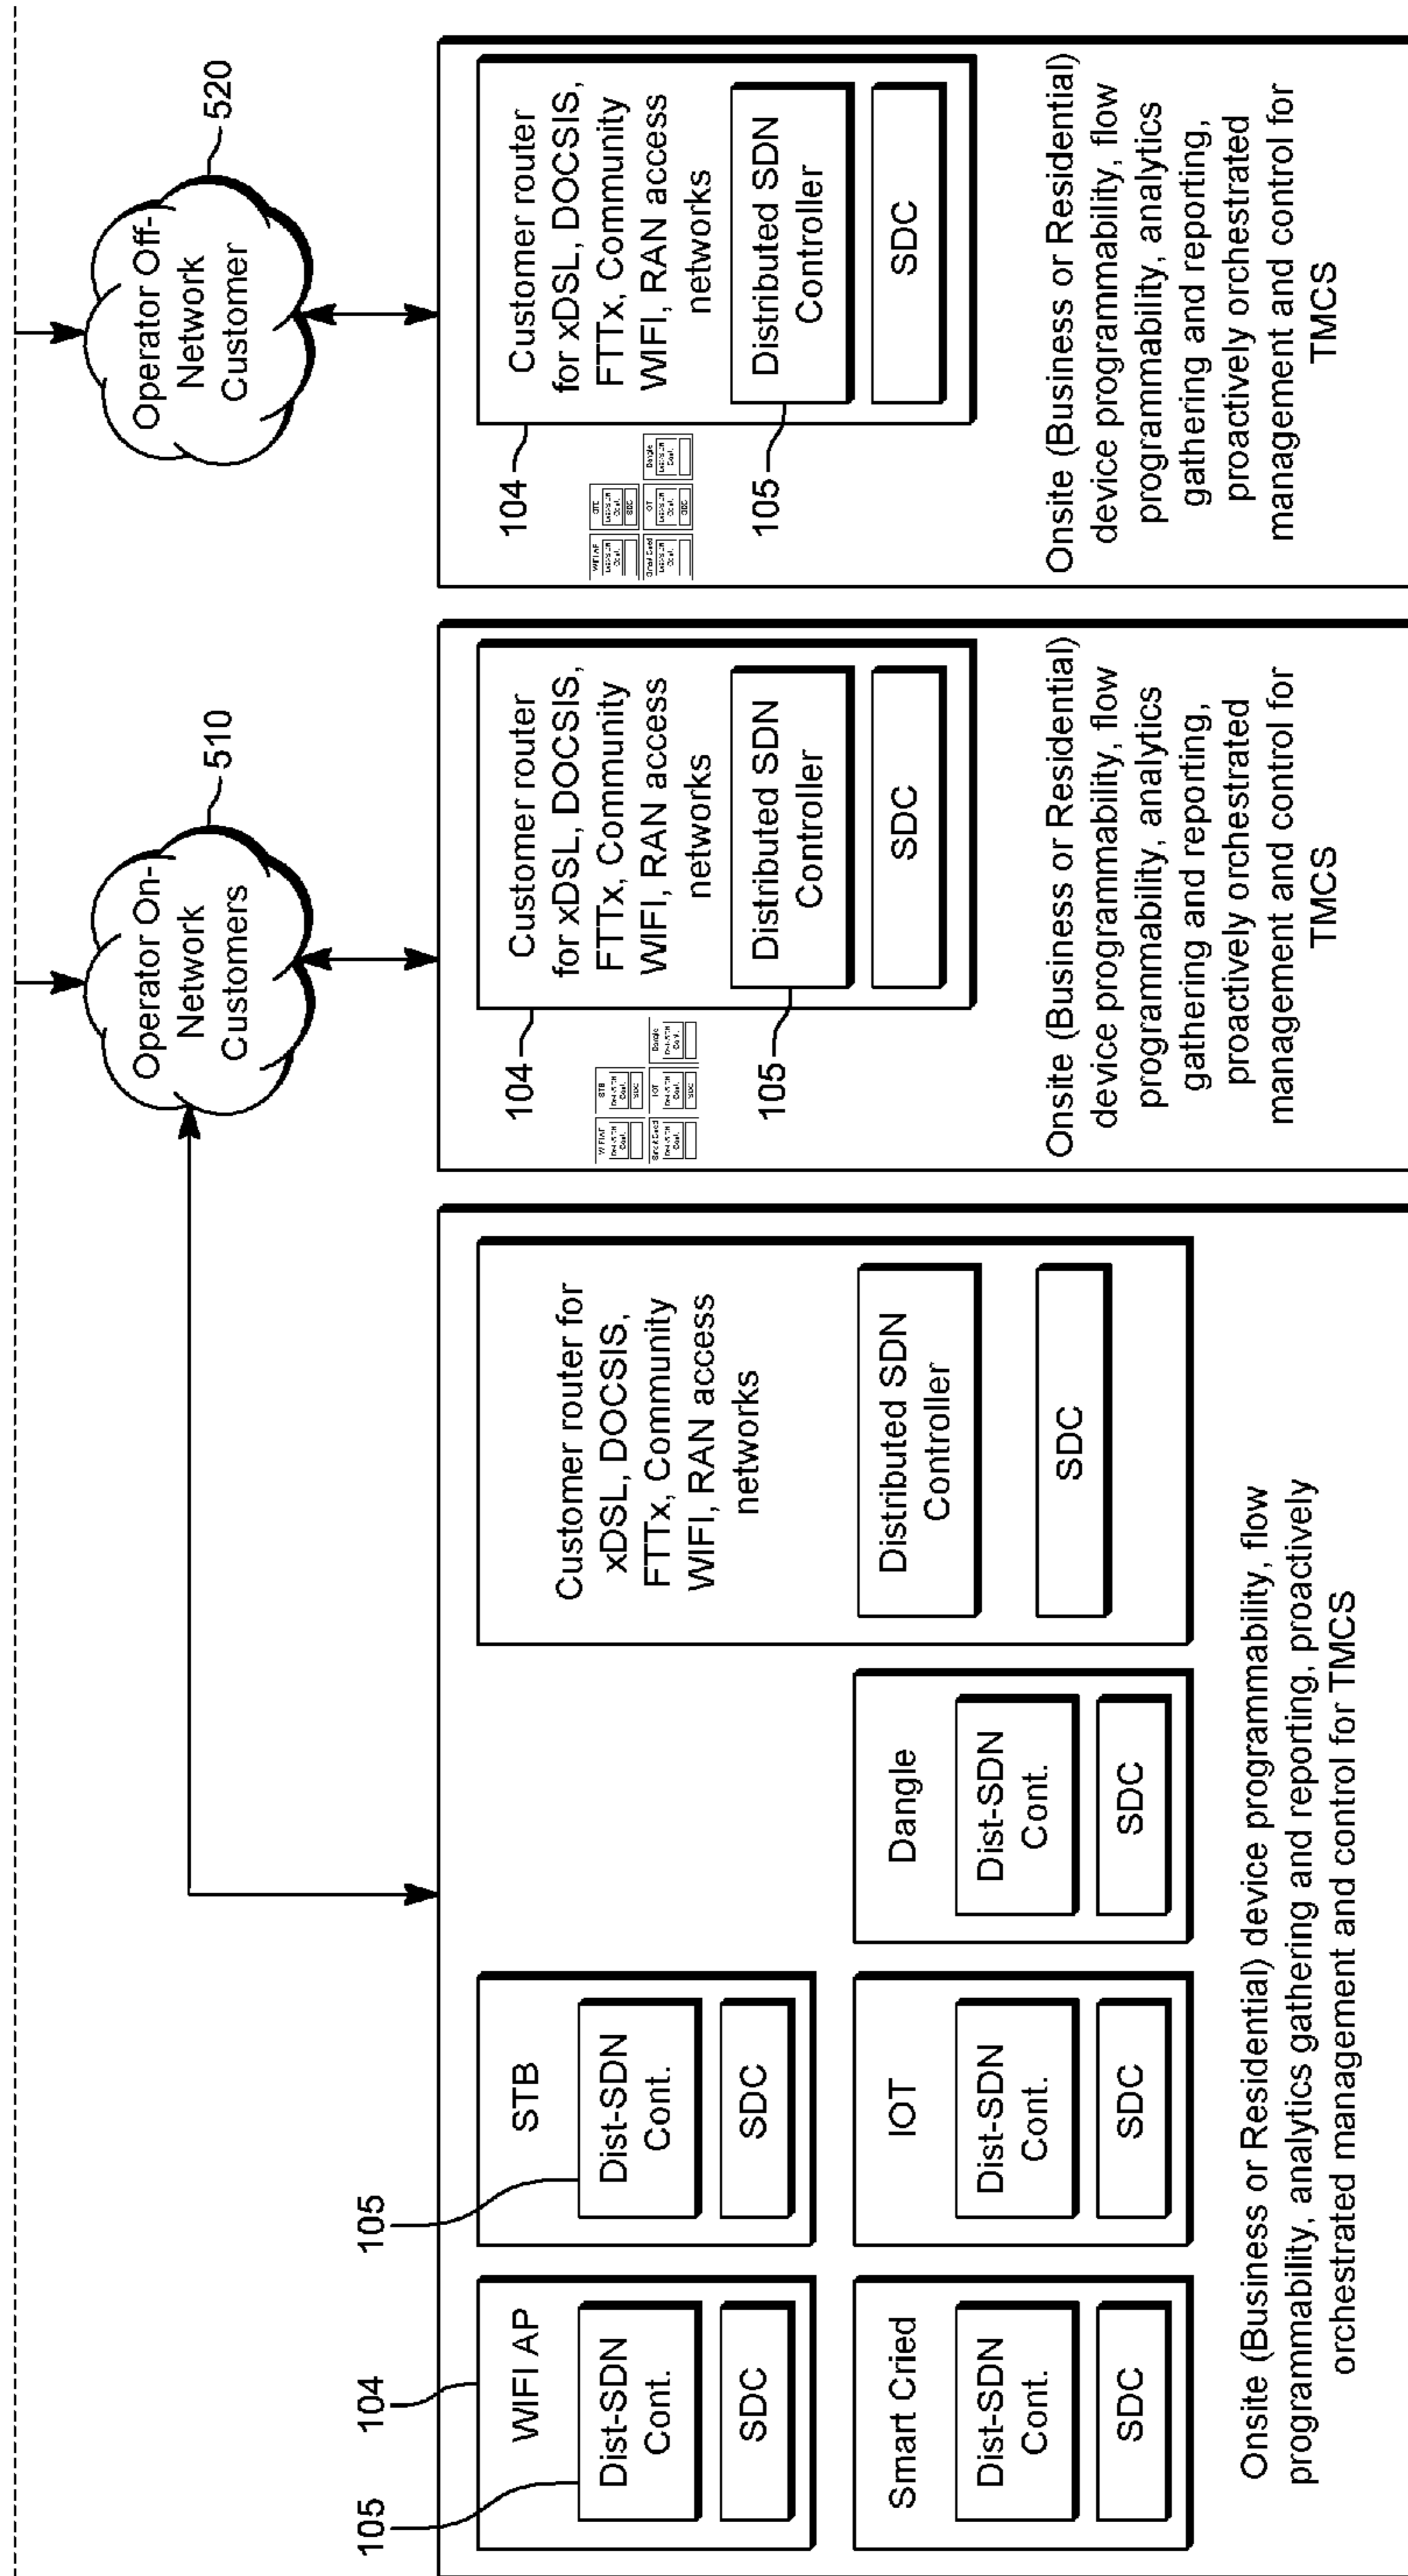 Operator On-
Network
Customers
510
Operator Off-
Network
Customer
520
105
104
105
WIFI AP
Dist-SDN
Cont.
SDC
STB
Dist-SDN
Cont.
SDC
Smart Cried
Dist-SDN
Cont.
SDC
IOT
Dist-SDN
Cont.
SDC
Dangle
Dist-SDN
Cont.
SDC
Customer router for
xDSL, DOCSIS,
FTTx, Community
WIFI, RAN access
networks
Distributed SDN
Controller
SDC
Onsite (Business or Residential) device programmability, flow
programmability, analytics gathering and reporting, proactively
orchestrated management and control for TMCS
104
105
Customer router
for xDSL, DOCSIS,
FTTx, Community
WIFI, RAN access
networks
Distributed SDN
Controller
SDC
Onsite (Business or Residential)
device programmability, flow
programmability, analytics
gathering and reporting,
proactively orchestrated
management and control for
TMCS
104
105
Customer router
for xDSL, DOCSIS,
FTTx, Community
WIFI, RAN access
networks
Distributed SDN
Controller
SDC
Onsite (Business or Residential)
device programmability, flow
programmability, analytics
gathering and reporting,
proactively orchestrated
management and control for
TMCS